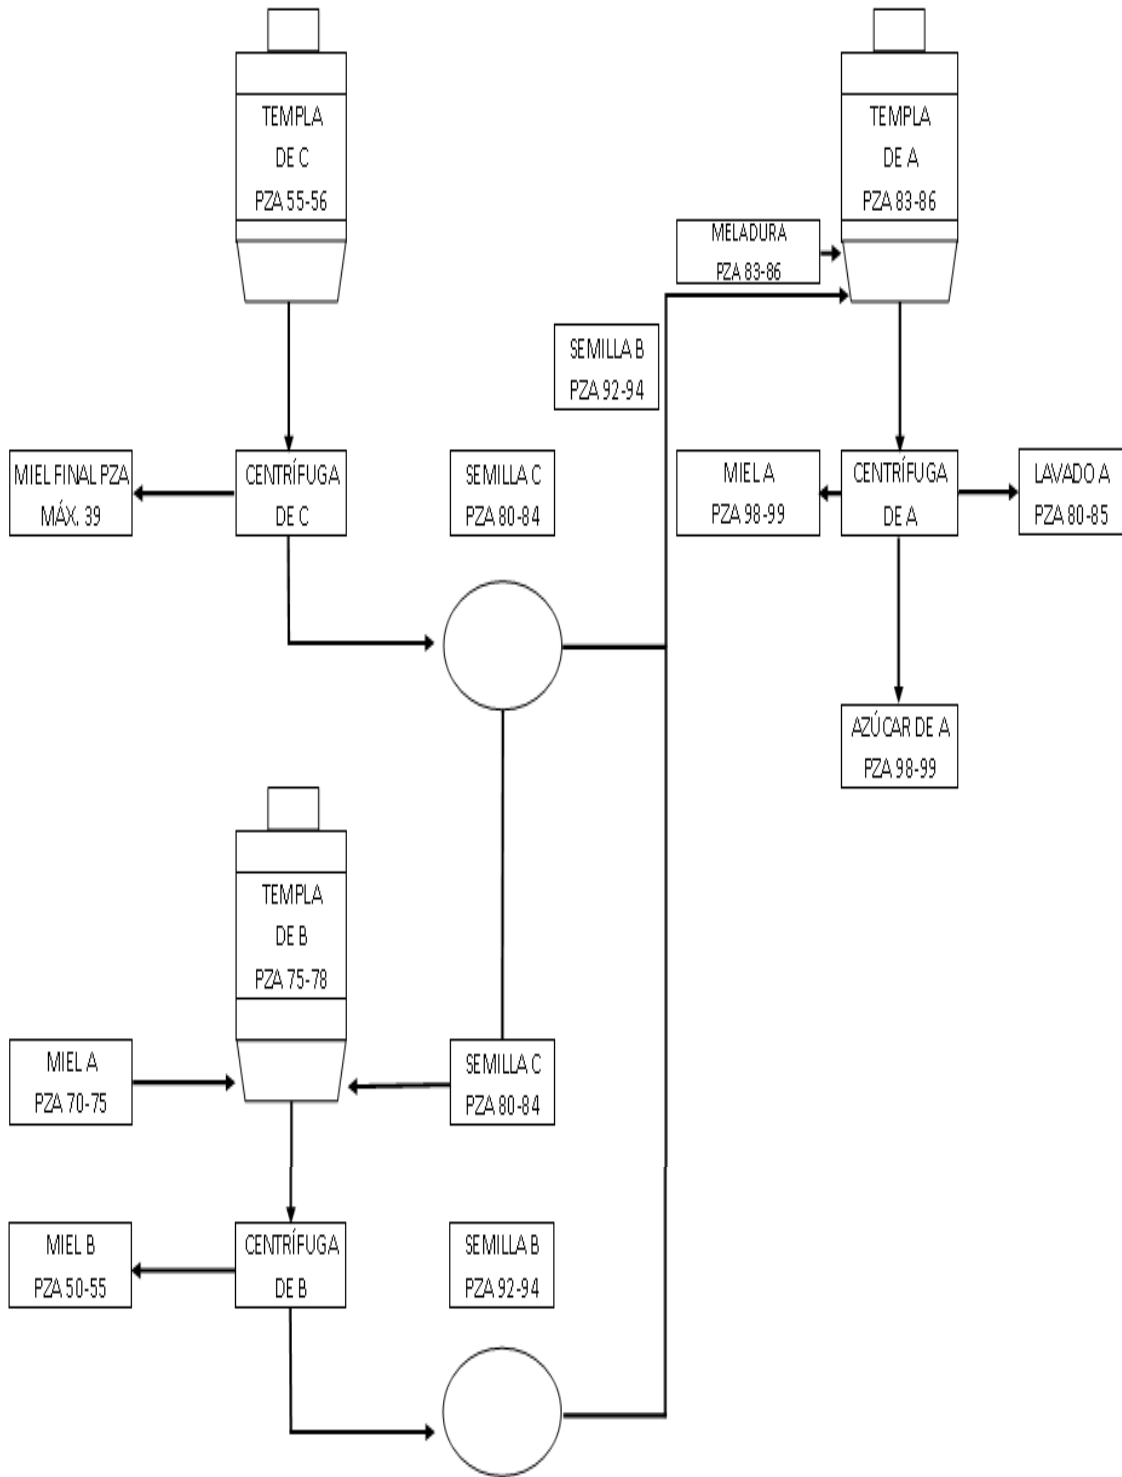 TEMPLA
DE C
PZA 55-56
TEMPLA
DE A
PZA 83-86
MELADURA
PZA 83-86
SEMILLA B
PZA 92-94
MIEL FINAL PZA
MÁX. 39
CENTRÍFUGA
DE C
SEMILLA C
PZA 80-84
MIEL A
PZA 98-99
CENTRÍFUGA
DE A
LAVADO A
PZA 80-85
AZÚCAR DE A
PZA 98-99
TEMPLA
DE B
PZA 75-78
MIEL A
PZA 70-75
SEMILLA C
PZA 80-84
MIEL B
PZA 50-55
CENTRÍFUGA
DE B
SEMILLA B
PZA 92-94